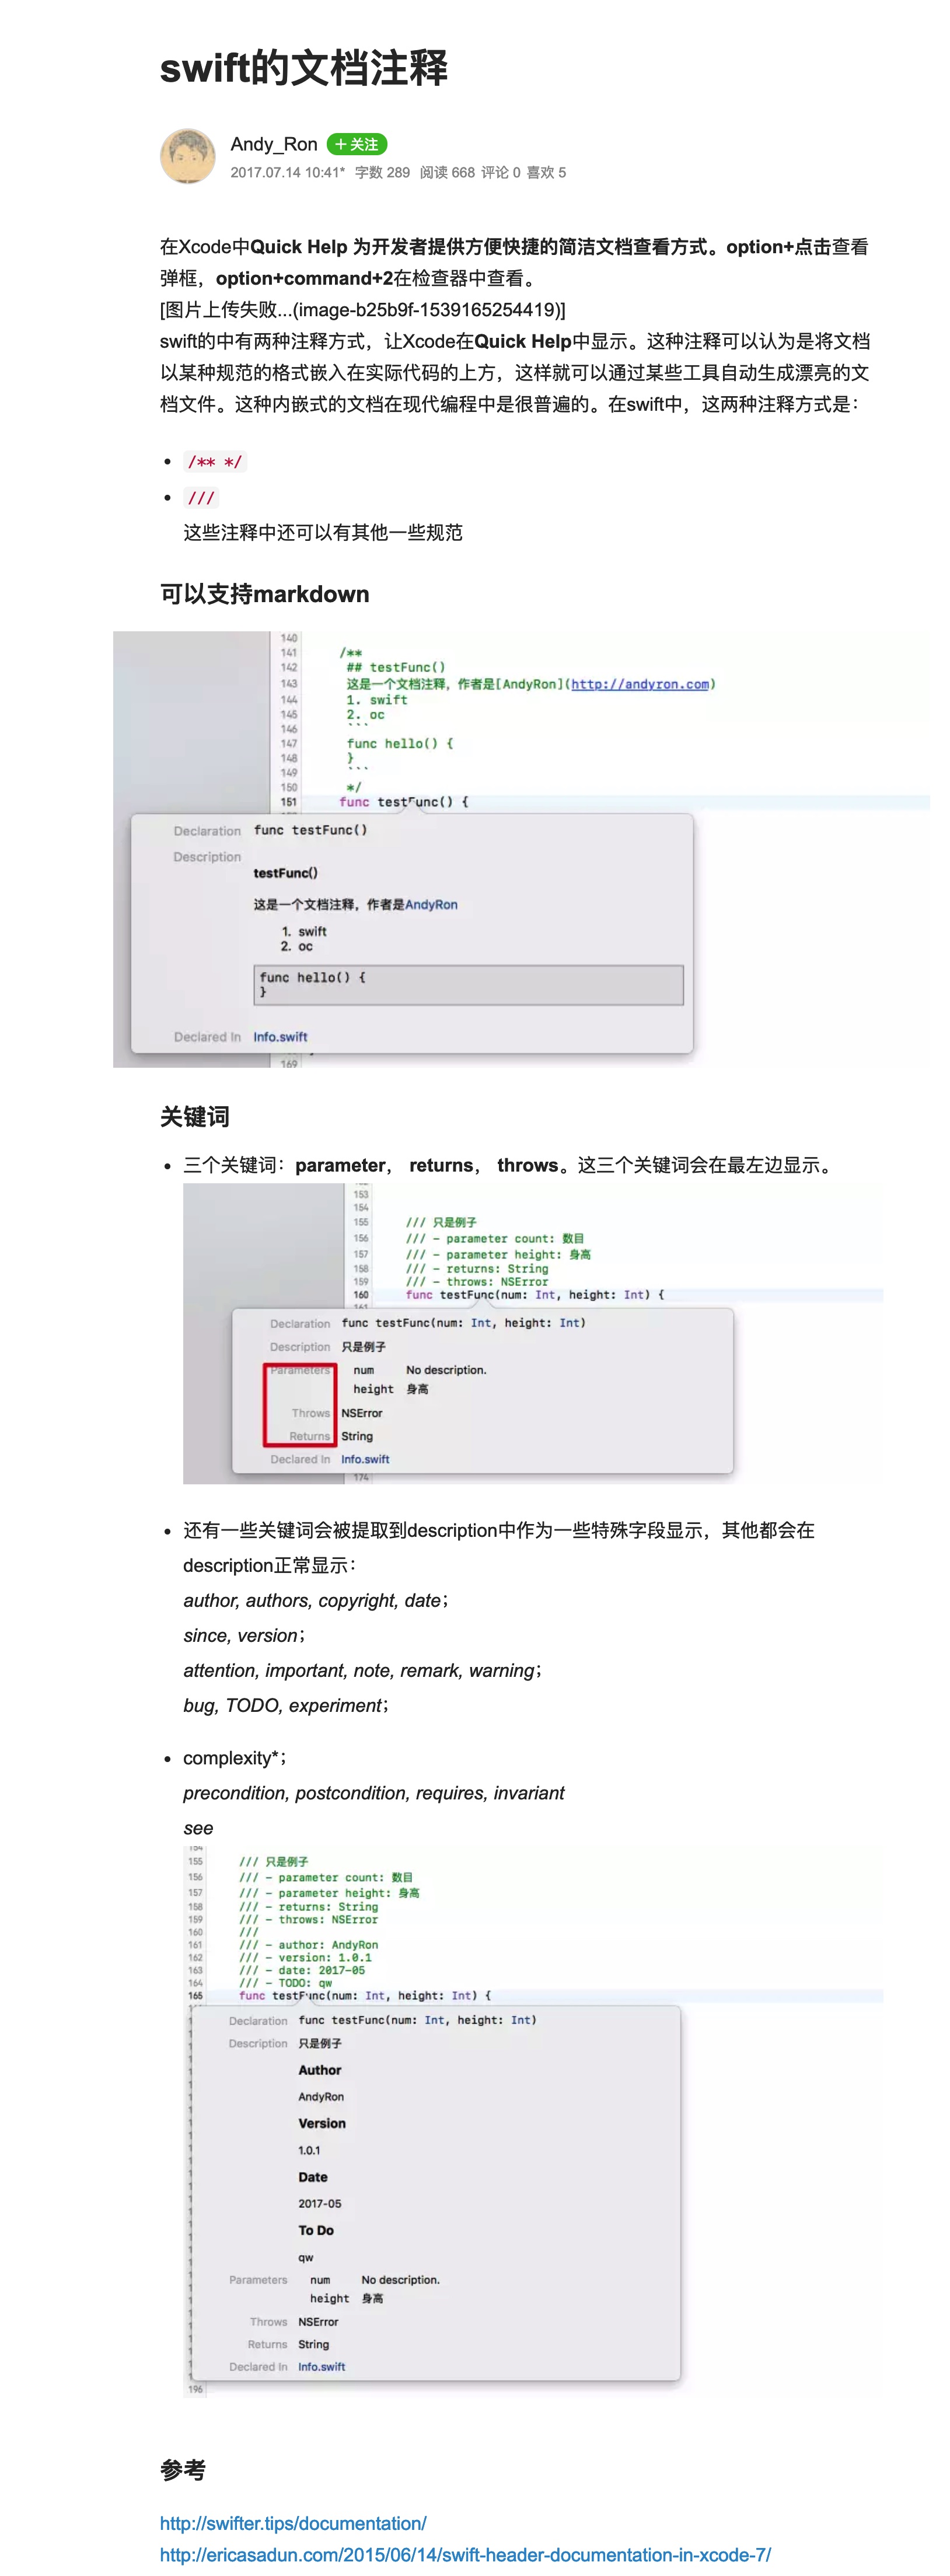 swift的文档注释
Andy_Ron
＋关注
2017.07.14 10:41* 字数 289 阅读 668 评论 0 喜欢 5
在Xcode中Quick Help 为开发者提供方便快捷的简洁文档查看方式。option+点击查看
弹框，option+command+2在检查器中查看。
[图片上传失败...(image-b25b9f-1539165254419)]
swift的中有两种注释方式，让Xcode在Quick Help中显示。这种注释可以认为是将文档
以某种规范的格式嵌入在实际代码的上方，这样就可以通过某些工具自动生成漂亮的文
档文件。这种内嵌式的文档在现代编程中是很普遍的。在swift中，这两种注释方式是：
• /** */
• ///
这些注释中还可以有其他一些规范
可以支持markdown
140
141 /**
142 ## testFunc()
143 这是一个文档注释，作者是[AndyRon](http://andyron.com)
144 1. swift
145 2. oc
146 ```
147 func hello() {
148 }
149 ```
150 */
151 func testFunc() {
Declaration func testFunc()
Description
testFunc()
这是一个文档注释，作者是AndyRon
1. swift
2. oc
func hello() {
}
Declared In Info.swift
169
关键词
• 三个关键词：parameter， returns， throws。这三个关键词会在最左边显示。
153
154
155 /// 只是例子
156 /// - parameter count: 数目
157 /// - parameter height: 身高
158 /// - returns: String
159 /// - throws: NSError
160 func testFunc(num: Int, height: Int) {
161
Declaration func testFunc(num: Int, height: Int)
Description 只是例子
Parameters num No description.
height 身高
Throws NSError
Returns String
Declared In Info.swift
174
• 还有一些关键词会被提取到description中作为一些特殊字段显示，其他都会在
description正常显示：
author, authors, copyright, date；
since, version；
attention, important, note, remark, warning；
bug, TODO, experiment；
• complexity*；
precondition, postcondition, requires, invariant
see
154
155 /// 只是例子
156 /// - parameter count: 数目
157 /// - parameter height: 身高
158 /// - returns: String
159 /// - throws: NSError
160 ///
161 /// - author: AndyRon
162 /// - version: 1.0.1
163 /// - date: 2017-05
164 /// - TODO: qw
165 func testFunc(num: Int, height: Int) {
Declaration func testFunc(num: Int, height: Int)
Description 只是例子
Author
AndyRon
Version
1.0.1
Date
2017-05
To Do
qw
Parameters num No description.
height 身高
Throws NSError
Returns String
Declared In Info.swift
196
参考
http://swifter.tips/documentation/
http://ericasadun.com/2015/06/14/swift-header-documentation-in-xcode-7/